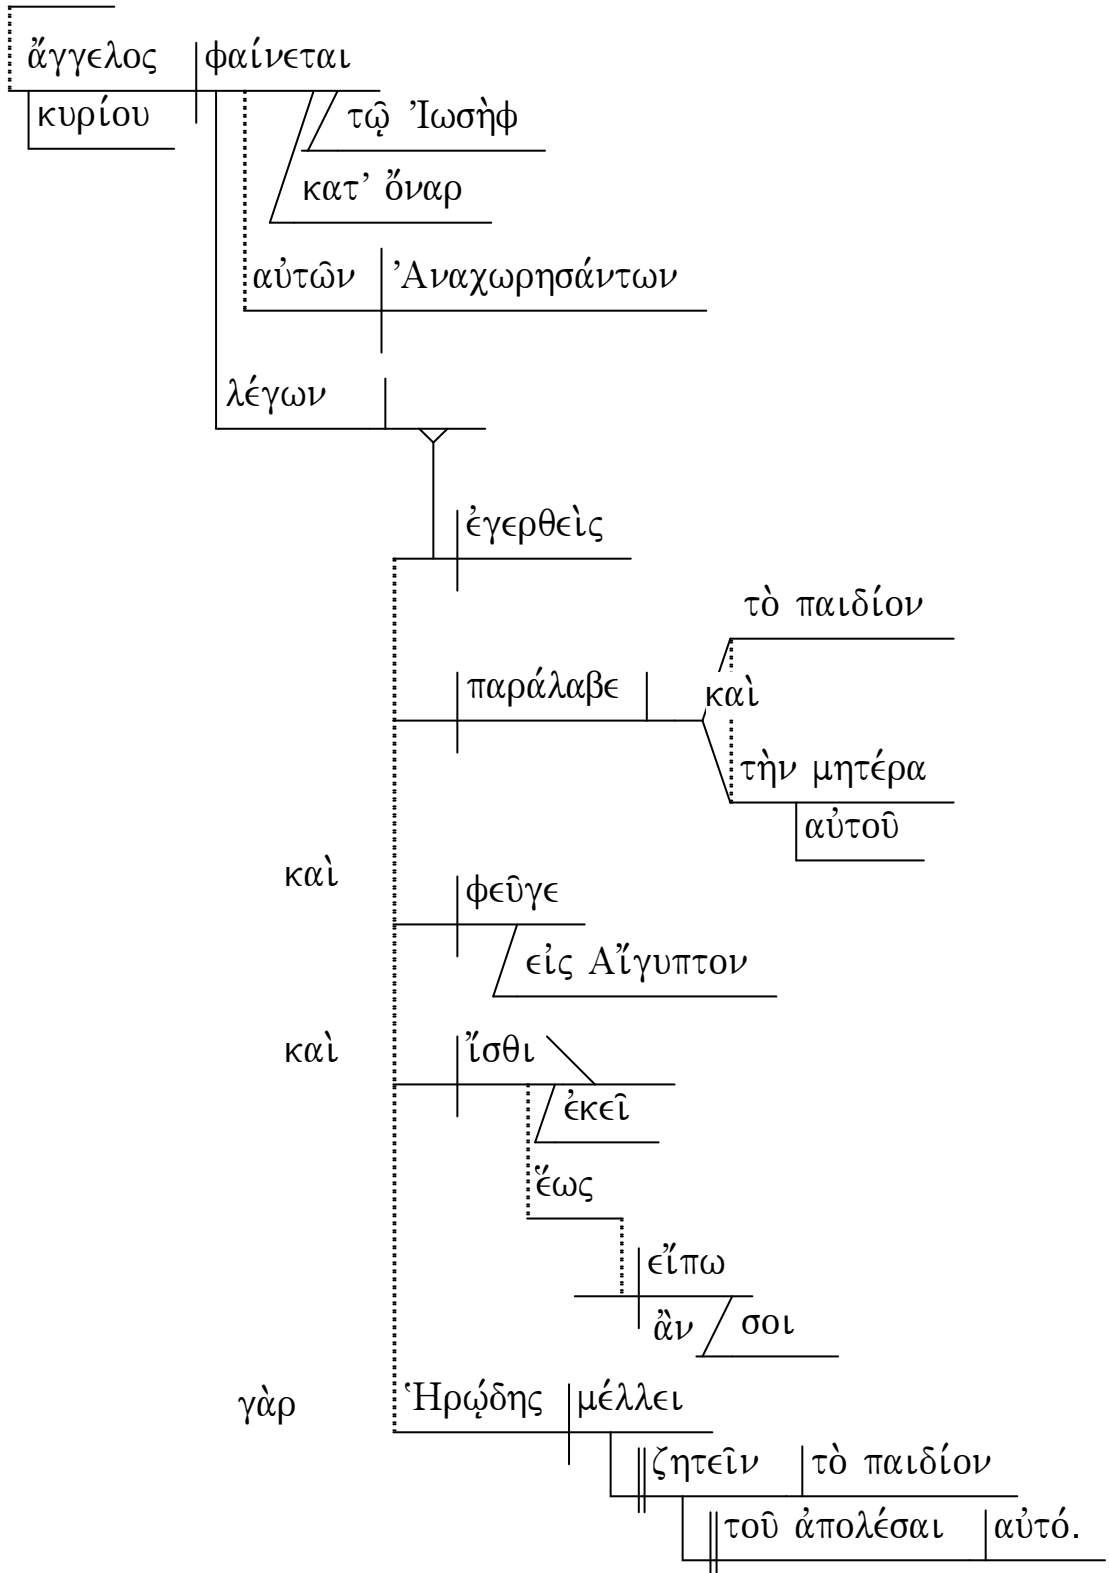 ἄγγελος φαίνεται
κυρίου
τῷ Ἰωσὴφ
κατ’ ὄναρ
αὐτῶν Ἀναχωρησάντων
λέγων
ἐγερθεὶς
τὸ παιδίον
παράλαβε
καὶ
τὴν μητέρα
αὐτοῦ
καὶ
φεῦγε
εἰς Αἴγυπτον
καὶ ἴσθι
ἐκεῖ
ἕως
εἴπω
ἂν σοι
γὰρ Ἡρῴδης μέλλει
ζητεῖν τὸ παιδίον
τοῦ ἀπολέσαι αὐτό.